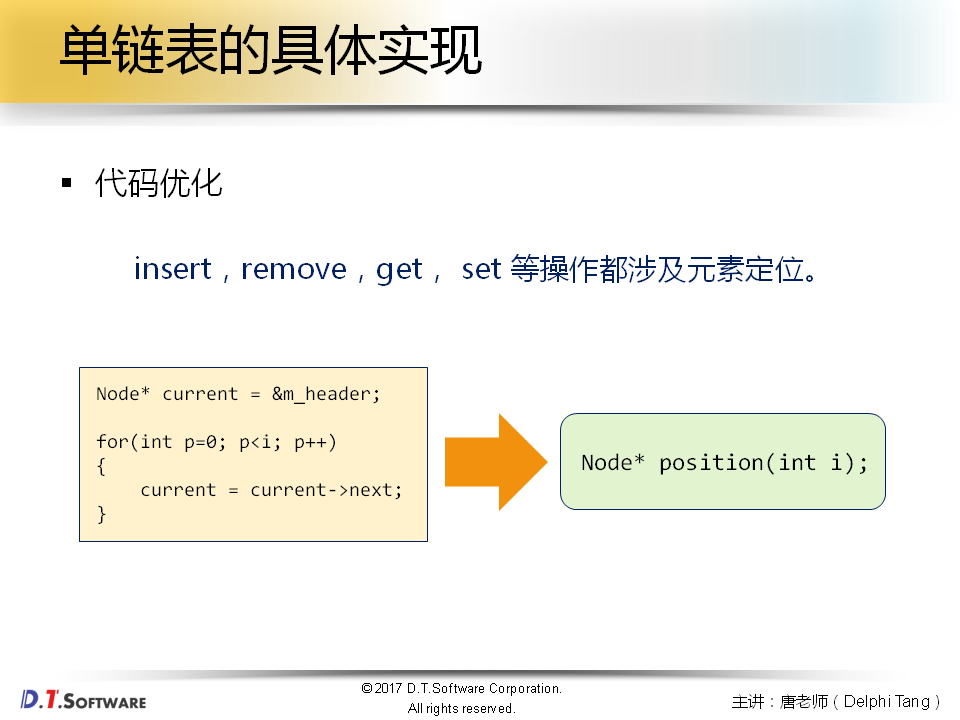 单链表的具体实现
▪ 代码优化
insert，remove，get， set 等操作都涉及元素定位。
Node* current = &m_header;
for(int p=0; p<i; p++)
{
    current = current->next;
}
Node* position(int i);
D.T.SOFTWARE
©2017 D.T.Software Corporation.
All rights reserved.
主讲：唐老师（Delphi Tang）